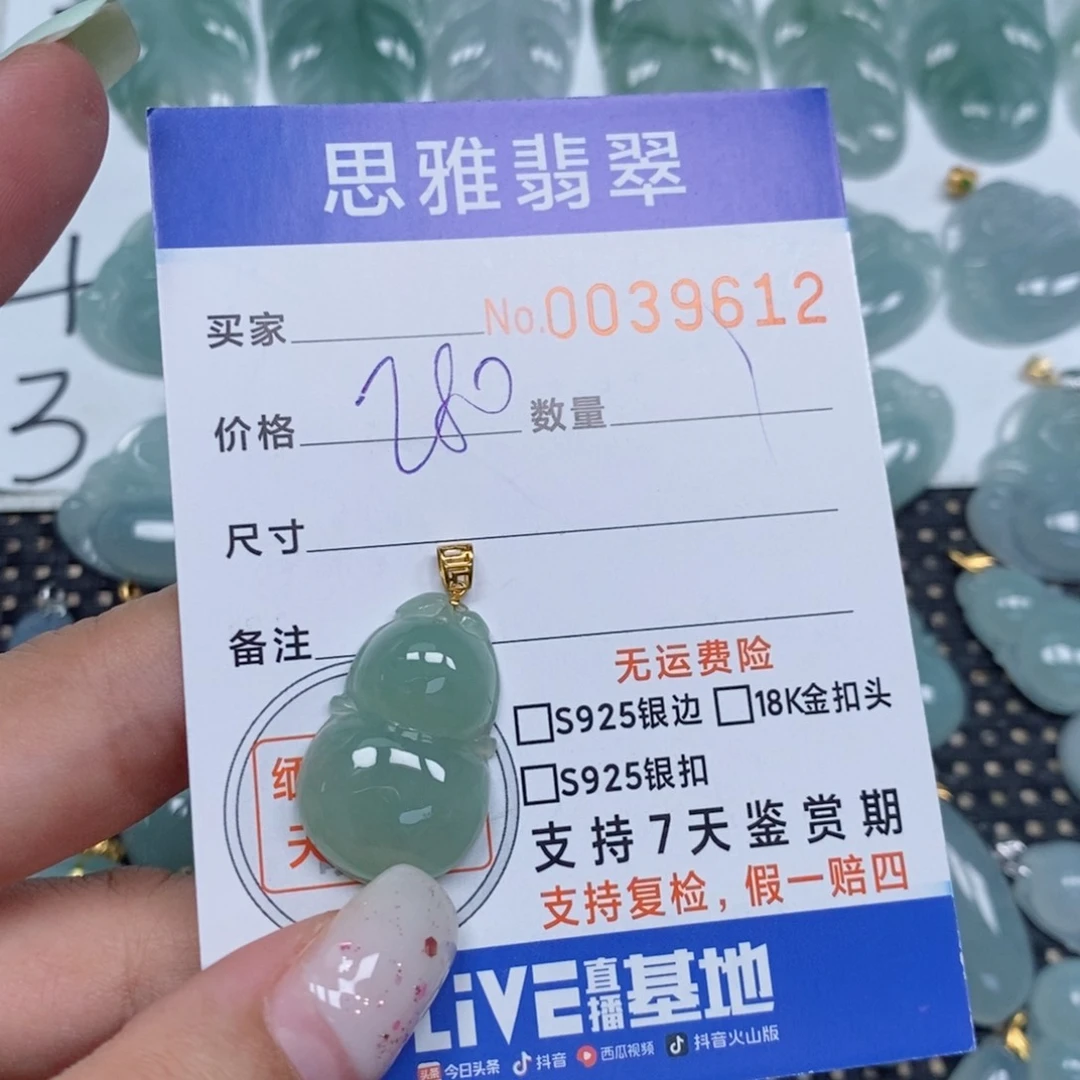 思雅翡翠
买家 No.0039612
价格 280 数量
尺寸
备注
无运费险
S925银边 18K金扣头
S925银扣
支持7天鉴赏期
支持复检，假一赔四
缅
天
LiVE直播基地
头条 今日头条 抖音 西瓜视频 抖音火山版
3